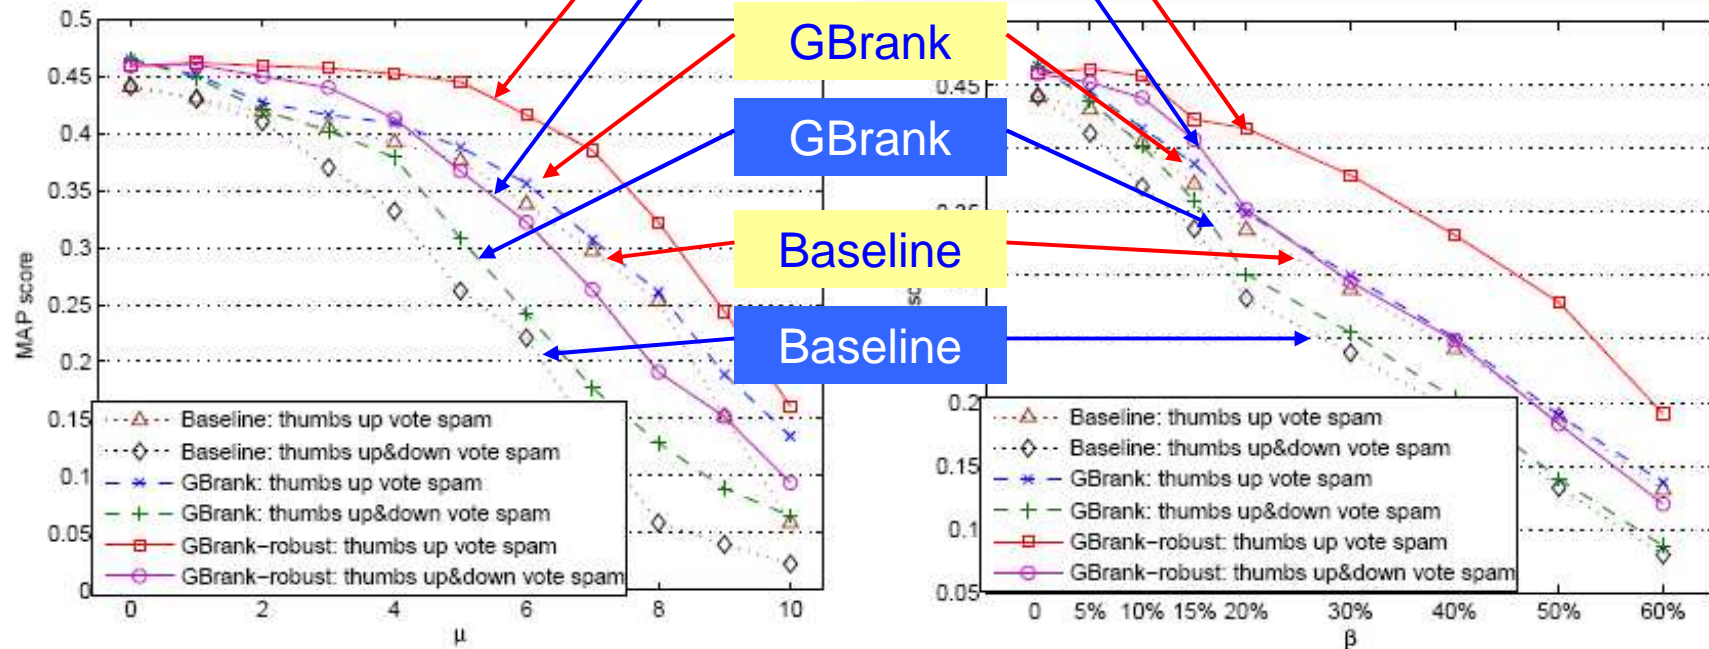 GBrank
GBrank
Baseline
Baseline
0.5
0.45
0.4
0.35
0.3
0.25
0.2
0.15
0.1
0.05
0
MAP score
0 2 4 6 8 10
μ
Baseline: thumbs up vote spam
Baseline: thumbs up&down vote spam
GBrank: thumbs up vote spam
GBrank: thumbs up&down vote spam
GBrank-robust: thumbs up vote spam
GBrank-robust: thumbs up&down vote spam
0.45
0.2
0.15
0.1
0.05
0 5% 10% 15% 20% 30% 40% 50% 60%
β
Baseline: thumbs up vote spam
Baseline: thumbs up&down vote spam
GBrank: thumbs up vote spam
GBrank: thumbs up&down vote spam
GBrank-robust: thumbs up vote spam
GBrank-robust: thumbs up&down vote spam